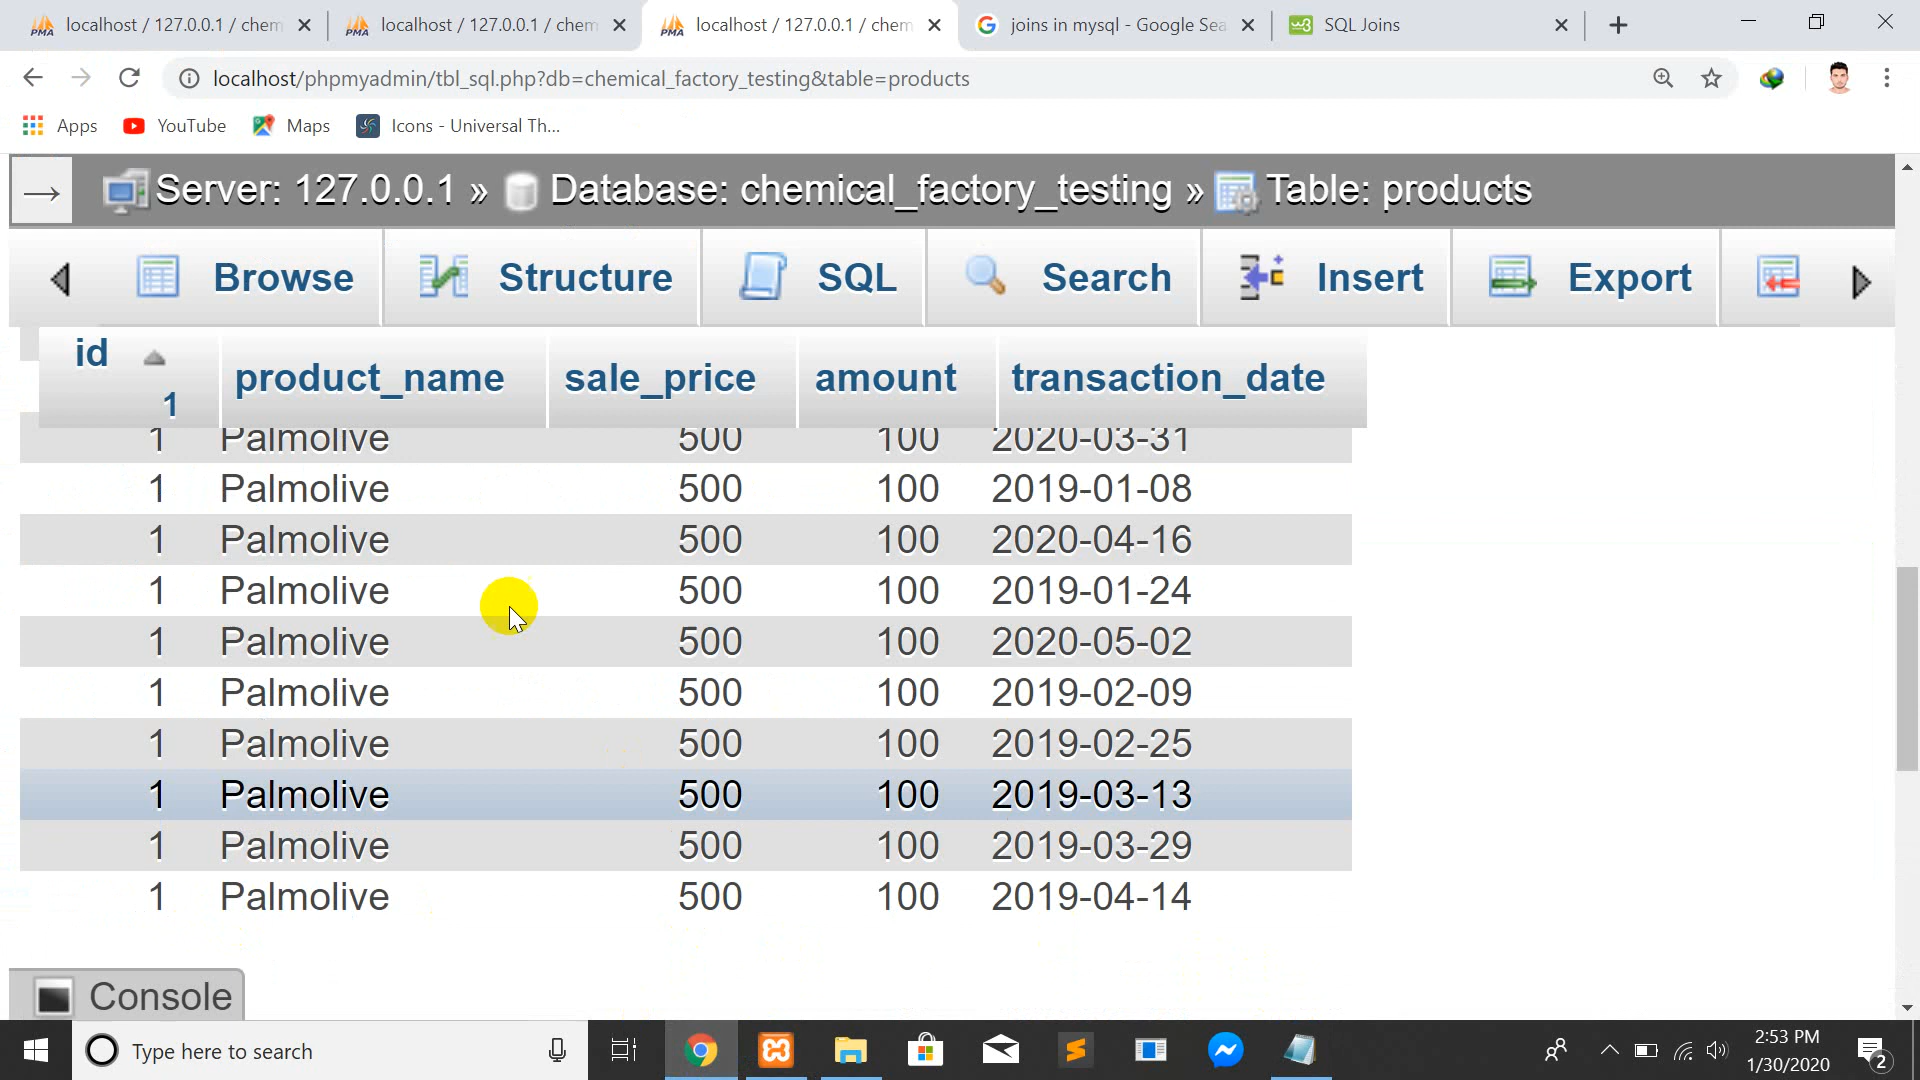 localhost / 127.0.0.1 / chem
localhost / 127.0.0.1 / chem
localhost / 127.0.0.1 / chem
joins in mysql - Google Sea
SQL Joins
localhost/phpmyadmin/tbl_sql.php?db=chemical_factory_testing&table=products
Apps
YouTube
Maps
Icons - Universal Th...
Server: 127.0.0.1 » Database: chemical_factory_testing » Table: products
Browse
Structure
SQL
Search
Insert
Export
id 1 product_name sale_price amount transaction_date
1 Palmolive 500 100 2020-03-31
1 Palmolive 500 100 2019-01-08
1 Palmolive 500 100 2020-04-16
1 Palmolive 500 100 2019-01-24
1 Palmolive 500 100 2020-05-02
1 Palmolive 500 100 2019-02-09
1 Palmolive 500 100 2019-02-25
1 Palmolive 500 100 2019-03-13
1 Palmolive 500 100 2019-03-29
1 Palmolive 500 100 2019-04-14
Console
Type here to search
2:53 PM
1/30/2020
2